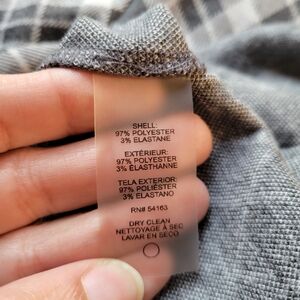 SHELL:
97% POLYESTER
3% ELASTANE
EXTÉRIEUR:
97% POLYESTER
3% ÉLASTHANNE
TELA EXTERIOR:
97% POLIÉSTER
3% ELASTANO
RN# 54163
DRY CLEAN
NETTOYAGE À SEC
LAVAR EN SECO